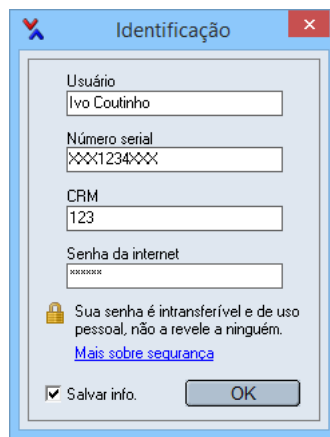 Identificação
Usuário
Ivo Coutinho
Número serial
XXX1234XXX
CRM
123
Senha da internet
××××××
Sua senha é intransferível e de uso
pessoal, não a revele a ninguém.
Mais sobre segurança
Salvar info.
OK